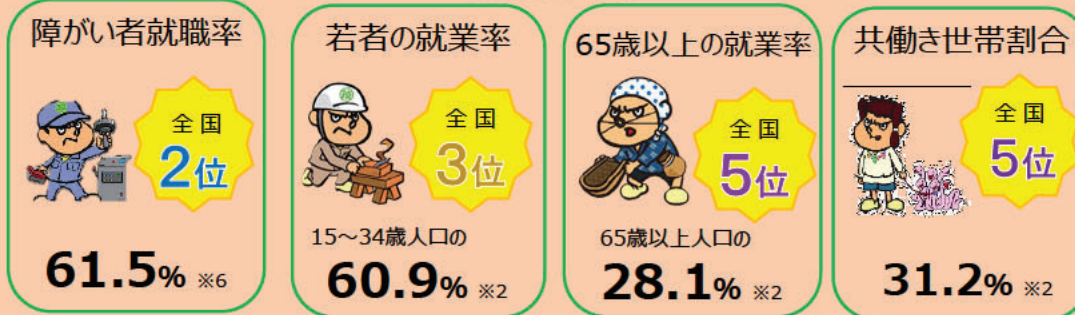 障がい者就職率
全国
2位
61.5% ※6
若者の就業率
全国
3位
15～34歳人口の
60.9% ※2
65歳以上の就業率
全国
5位
65歳以上人口の
28.1% ※2
共働き世帯割合
全国
5位
31.2% ※2